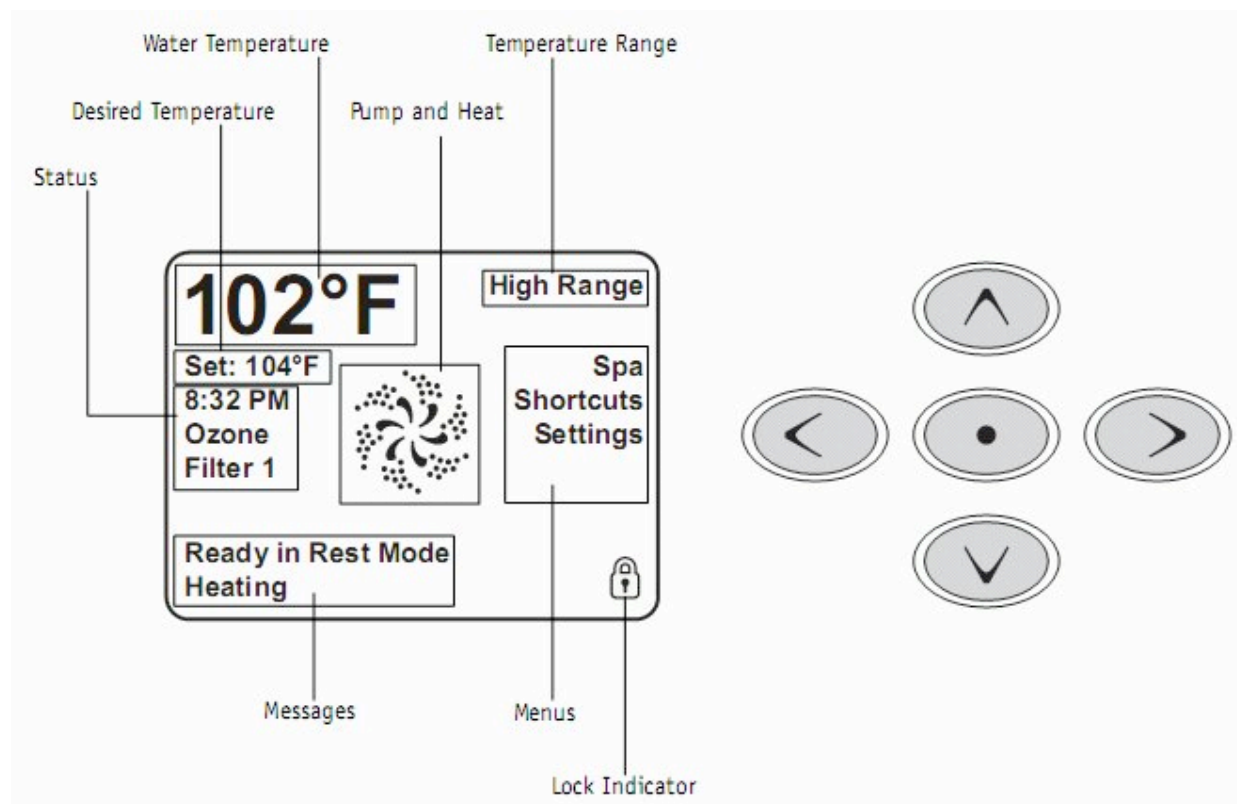 Water Temperature
Temperature Range
Desired Temperature
Pump and Heat
Status
102°F
High Range
Set: 104°F
8:32 PM
Ozone
Filter 1
Spa
Shortcuts
Settings
Ready in Rest Mode
Heating
Messages
Menus
Lock Indicator